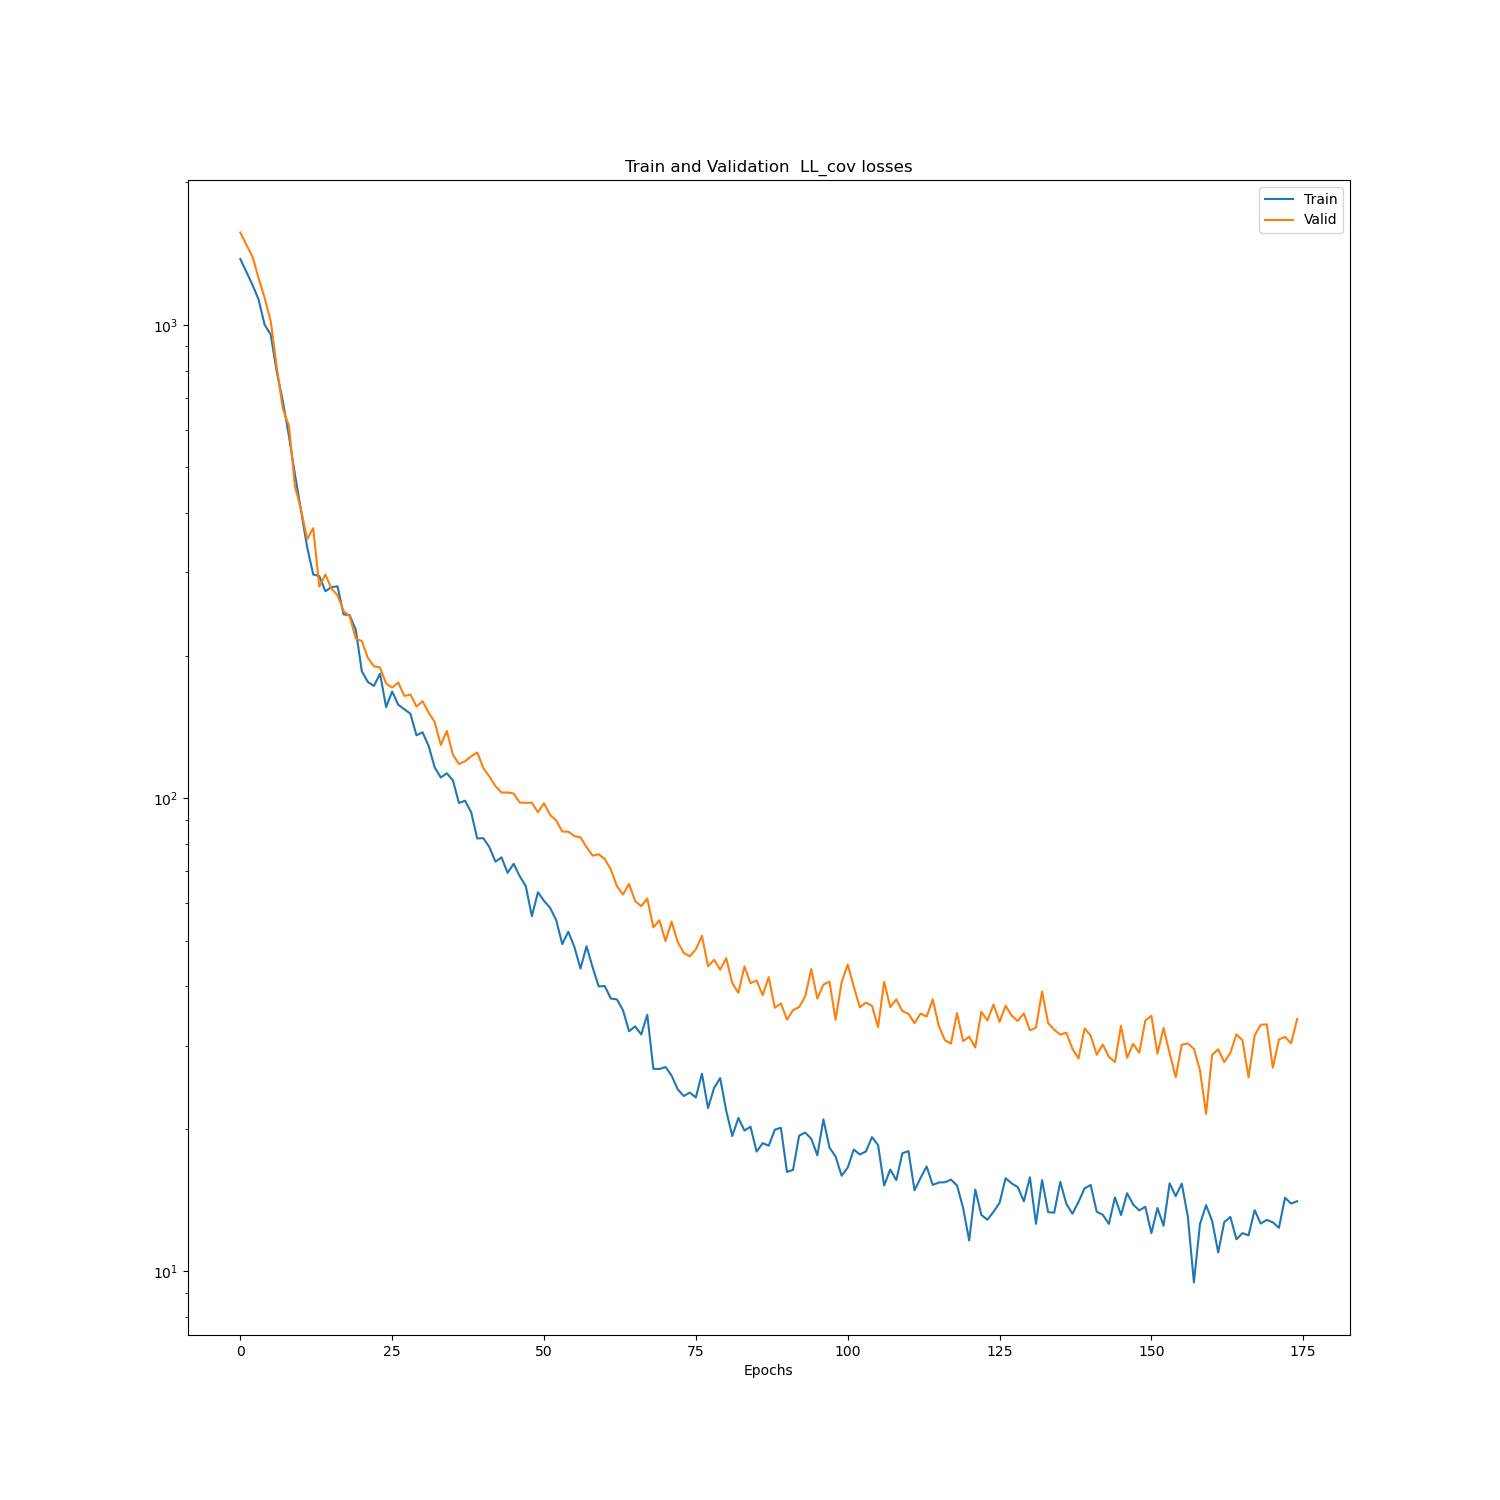 Train and Validation  LL_cov losses
Train
Valid
10³
10²
10¹
0 25 50 75 100 125 150 175
Epochs